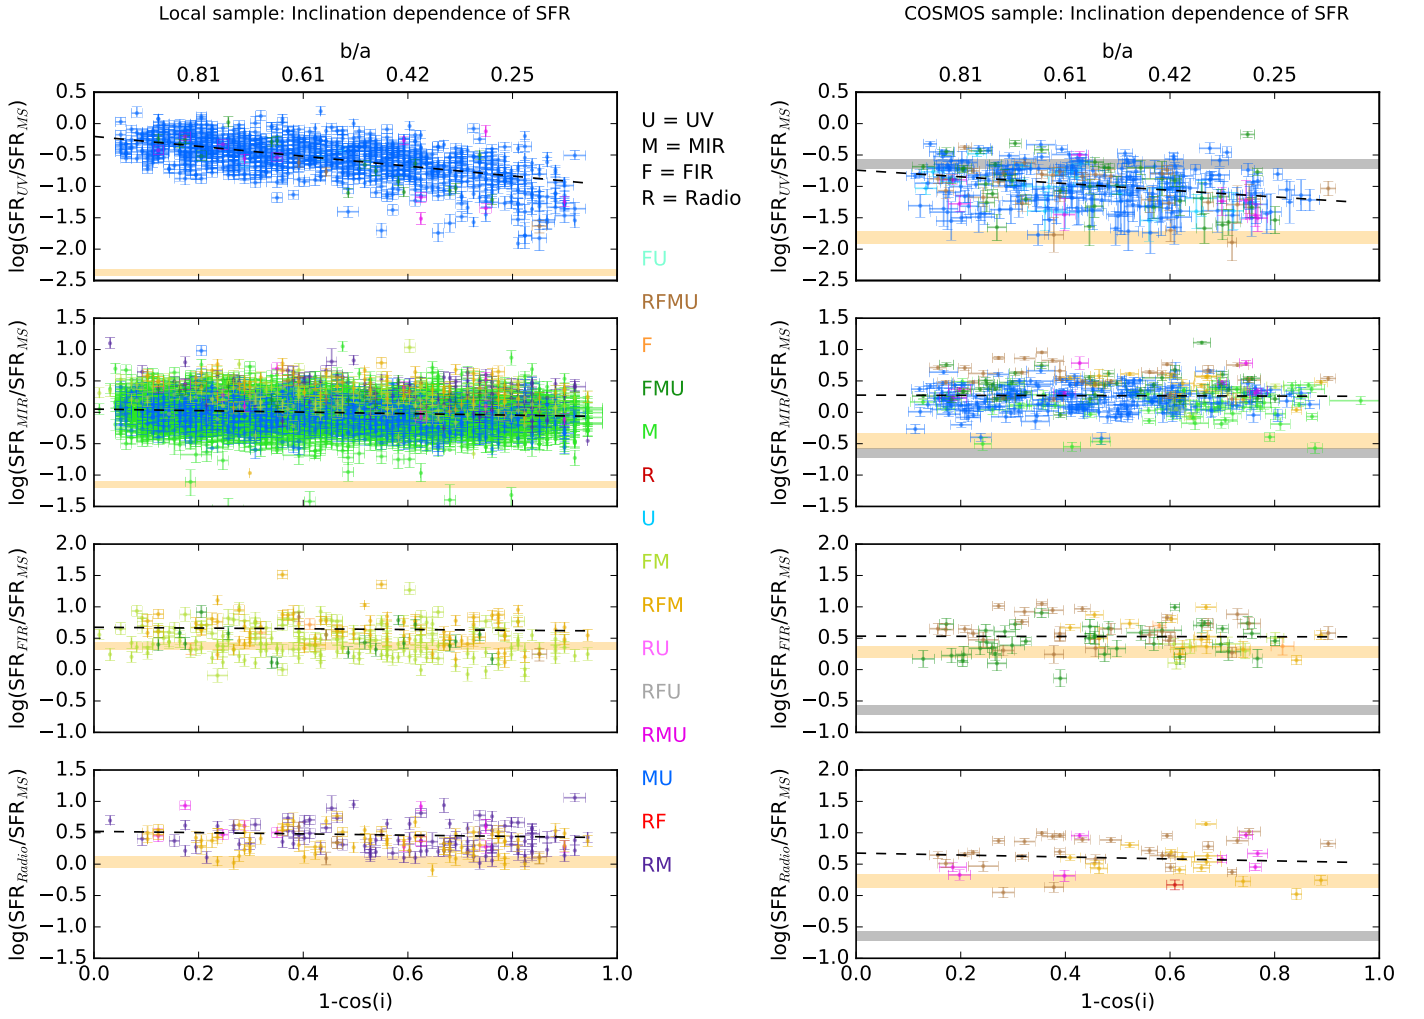 Local sample: Inclination dependence of SFR
COSMOS sample: Inclination dependence of SFR
b/a
0.81 0.61 0.42 0.25
0.5
0.0
−0.5
−1.0
−1.5
−2.0
−2.5
log(SFR_UV/SFR_MS)
1.5
1.0
0.5
0.0
−0.5
−1.0
−1.5
log(SFR_MIR/SFR_MS)
2.0
1.5
1.0
0.5
0.0
−0.5
−1.0
log(SFR_FIR/SFR_MS)
1.5
1.0
0.5
0.0
−0.5
−1.0
−1.5
log(SFR_Radio/SFR_MS)
0.0 0.2 0.4 0.6 0.8 1.0
1-cos(i)
U = UV
M = MIR
F = FIR
R = Radio
FU
RFMU
F
FMU
M
R
U
FM
RFM
RU
RFU
RMU
MU
RF
RM
b/a
0.81 0.61 0.42 0.25
0.5
0.0
−0.5
−1.0
−1.5
−2.0
−2.5
log(SFR_UV/SFR_MS)
1.5
1.0
0.5
0.0
−0.5
−1.0
−1.5
log(SFR_MIR/SFR_MS)
2.0
1.5
1.0
0.5
0.0
−0.5
−1.0
log(SFR_FIR/SFR_MS)
2.0
1.5
1.0
0.5
0.0
−0.5
−1.0
log(SFR_Radio/SFR_MS)
0.0 0.2 0.4 0.6 0.8 1.0
1-cos(i)